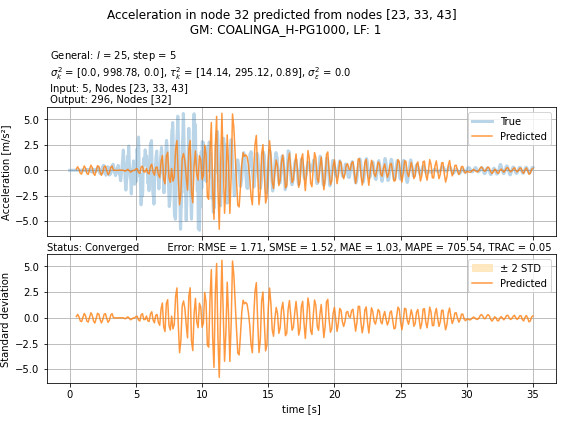 Acceleration in node 32 predicted from nodes [23, 33, 43]
GM: COALINGA_H-PG1000, LF: 1
General: l = 25, step = 5
σ²ₖ = [0.0, 998.78, 0.0], τ²ₖ = [14.14, 295.12, 0.89], σ²ε = 0.0
Input: 5, Nodes [23, 33, 43]
Output: 296, Nodes [32]
Acceleration [m/s²]
5.0
2.5
0.0
−2.5
−5.0
True
Predicted
Status: Converged
Error: RMSE = 1.71, SMSE = 1.52, MAE = 1.03, MAPE = 705.54, TRAC = 0.05
Standard deviation
5.0
2.5
0.0
−2.5
−5.0
± 2 STD
Predicted
0 5 10 15 20 25 30 35
time [s]